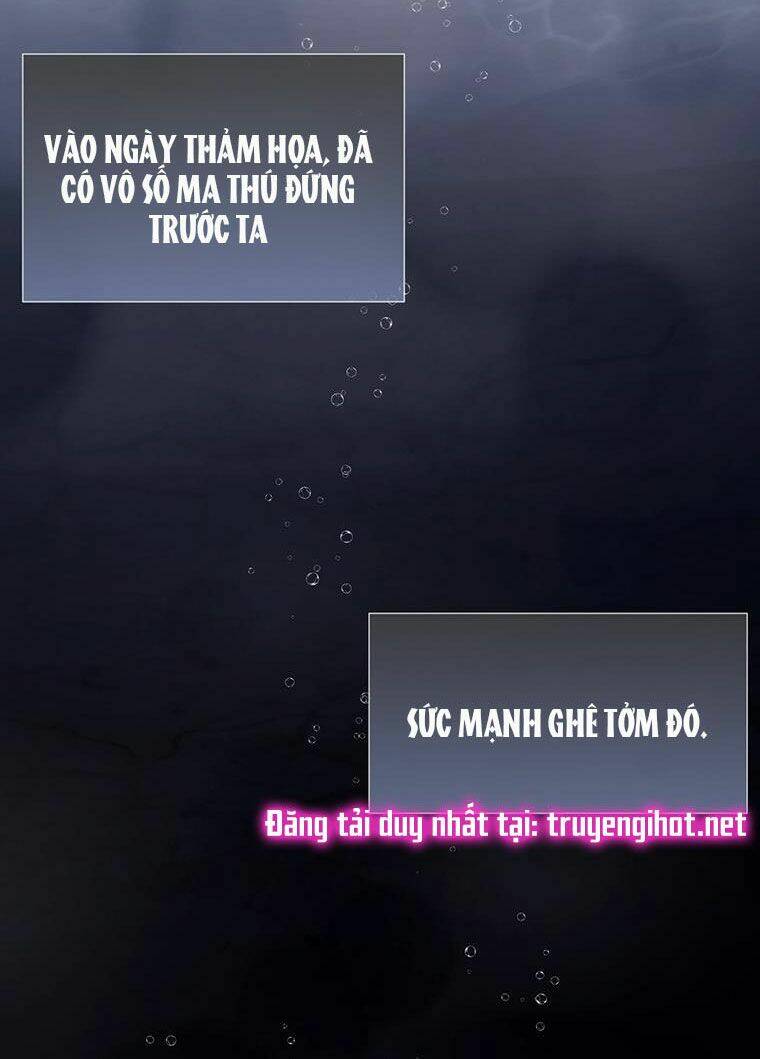 VÀO NGÀY THẢM HỌA, ĐÃ
CÓ VÔ SỐ MA THÚ ĐỨNG
TRƯỚC TA
SỨC MẠNH GHÊ TỞM ĐÓ.
Đăng tải duy nhất tại: truyengihot.net